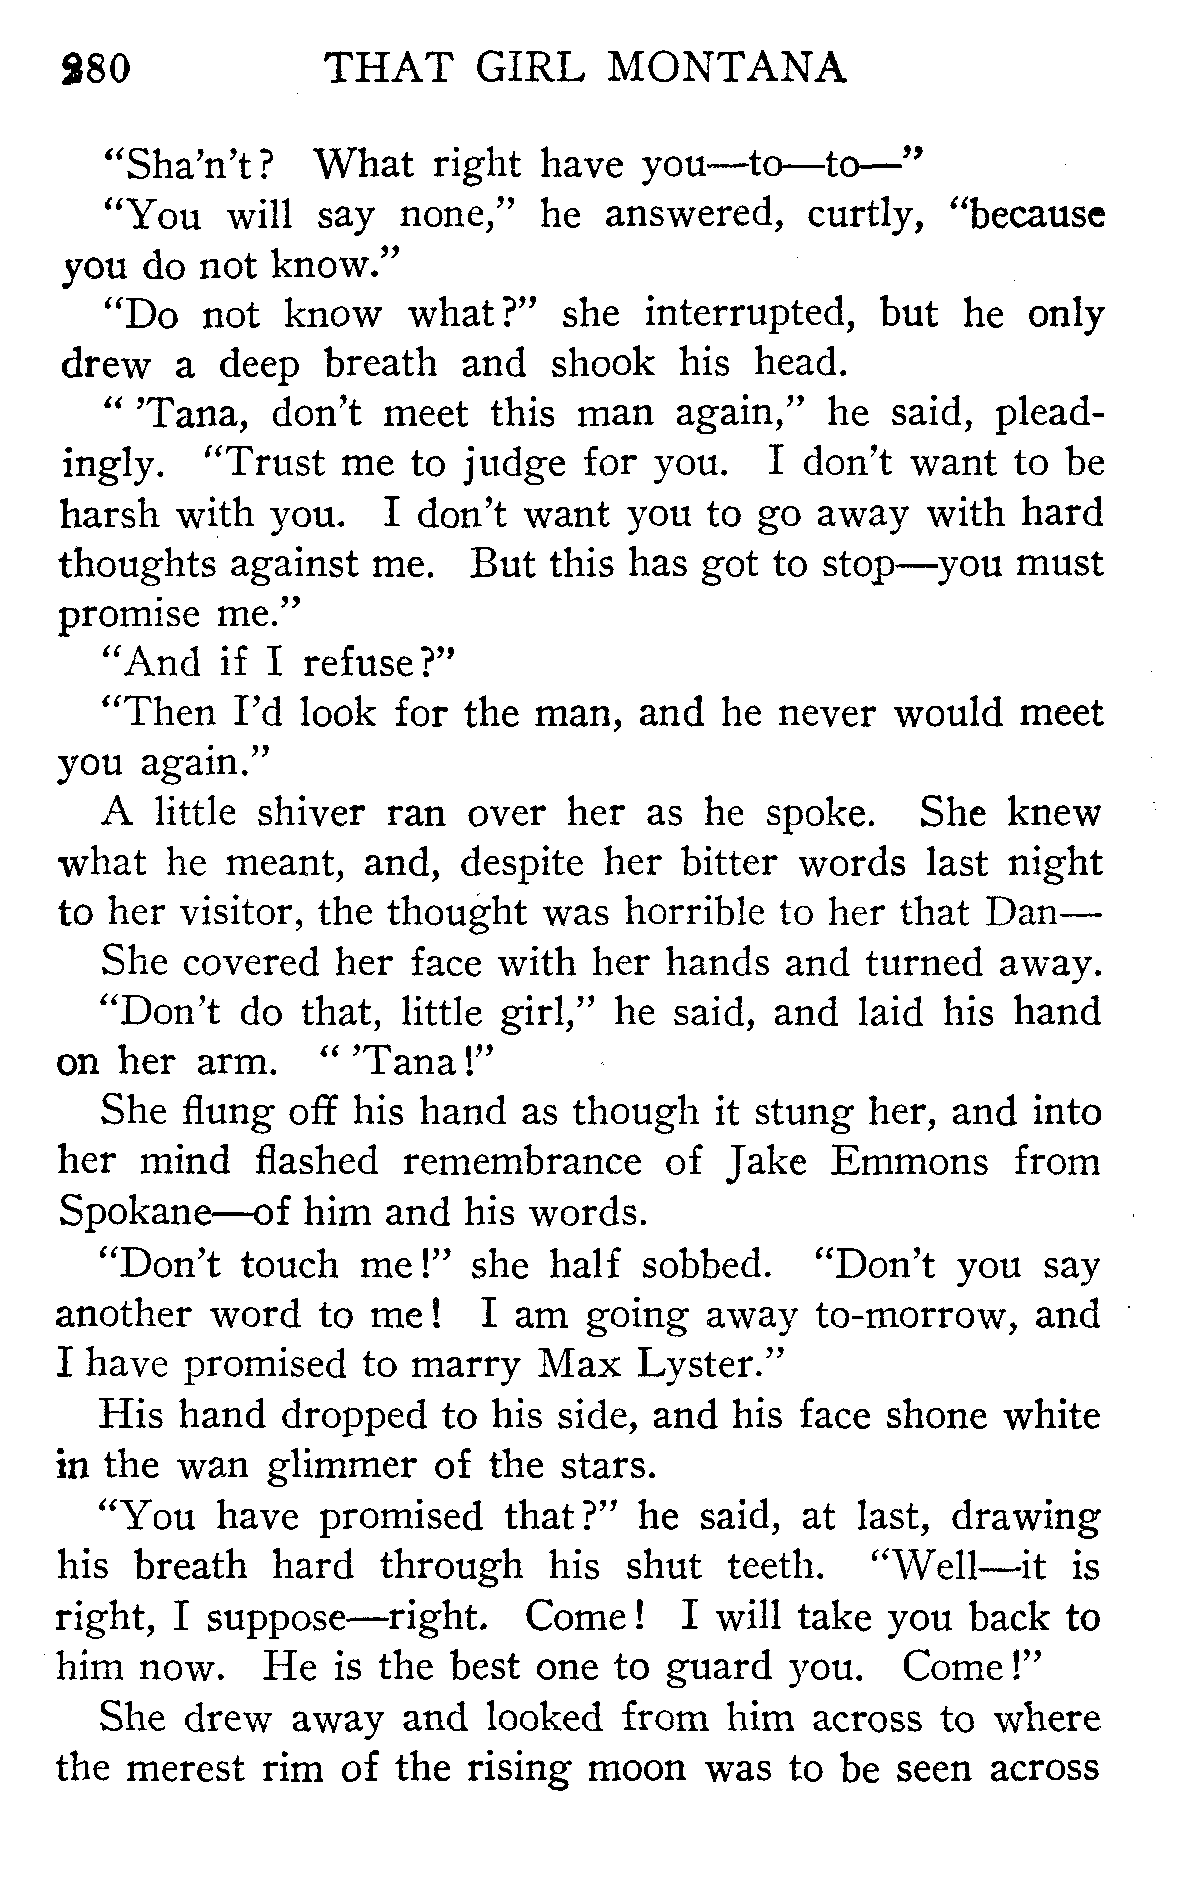 280 THAT GIRL MONTANA
“Sha’n’t? What right have you—to—to—”
“You will say none,” he answered, curtly, “because
you do not know.”
“Do not know what?” she interrupted, but he only
drew a deep breath and shook his head.
“ ’Tana, don’t meet this man again,” he said, plead-
ingly. “Trust me to judge for you. I don’t want to be
harsh with you. I don’t want you to go away with hard
thoughts against me. But this has got to stop—you must
promise me.”
“And if I refuse?”
“Then I’d look for the man, and he never would meet
you again.”
A little shiver ran over her as he spoke. She knew
what he meant, and, despite her bitter words last night
to her visitor, the thought was horrible to her that Dan—
She covered her face with her hands and turned away.
“Don’t do that, little girl,” he said, and laid his hand
on her arm. “ ’Tana!”
She flung off his hand as though it stung her, and into
her mind flashed remembrance of Jake Emmons from
Spokane—of him and his words.
“Don’t touch me!” she half sobbed. “Don’t you say
another word to me! I am going away to-morrow, and
I have promised to marry Max Lyster.”
His hand dropped to his side, and his face shone white
in the wan glimmer of the stars.
“You have promised that?” he said, at last, drawing
his breath hard through his shut teeth. “Well—it is
right, I suppose—right. Come! I will take you back to
him now. He is the best one to guard you. Come!”
She drew away and looked from him across to where
the merest rim of the rising moon was to be seen across